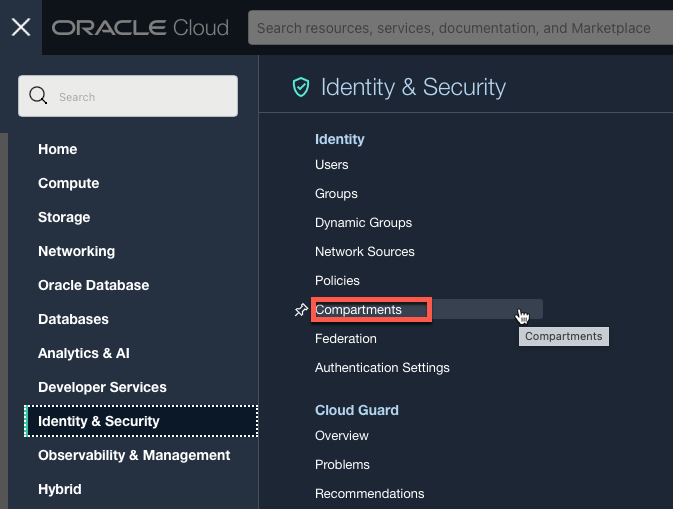 ORACLE Cloud
Search resources, services, documentation, and Marketplace
Search
Home
Compute
Storage
Networking
Oracle Database
Databases
Analytics & AI
Developer Services
Identity & Security
Observability & Management
Hybrid
Identity & Security
Identity
Users
Groups
Dynamic Groups
Network Sources
Policies
Compartments
Compartments
Federation
Authentication Settings
Cloud Guard
Overview
Problems
Recommendations